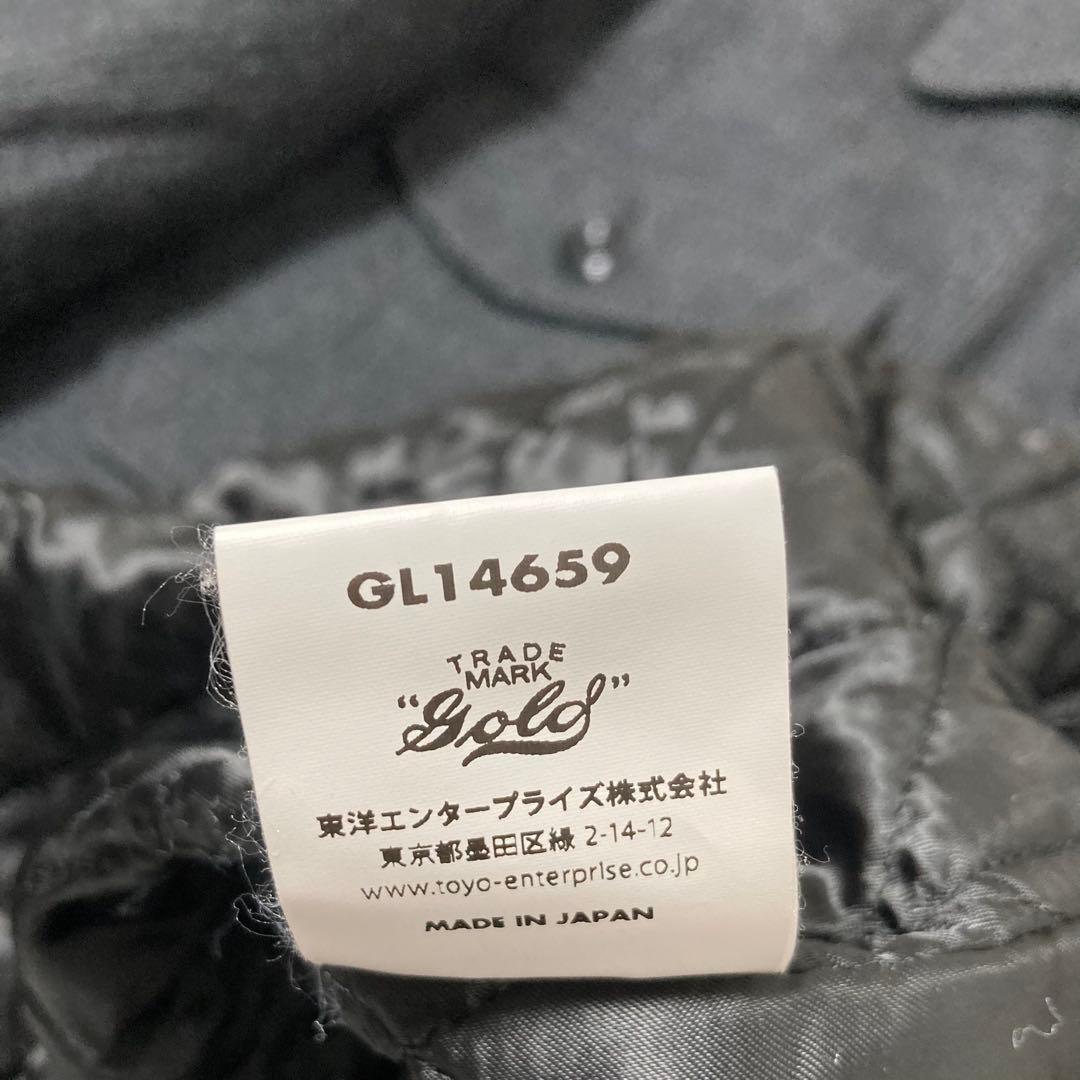 GL14659
TRADE
MARK
"Gold"
東洋エンタープライズ株式会社
東京都墨田区緑 2-14-12
www.toyo-enterprise.co.jp
MADE IN JAPAN